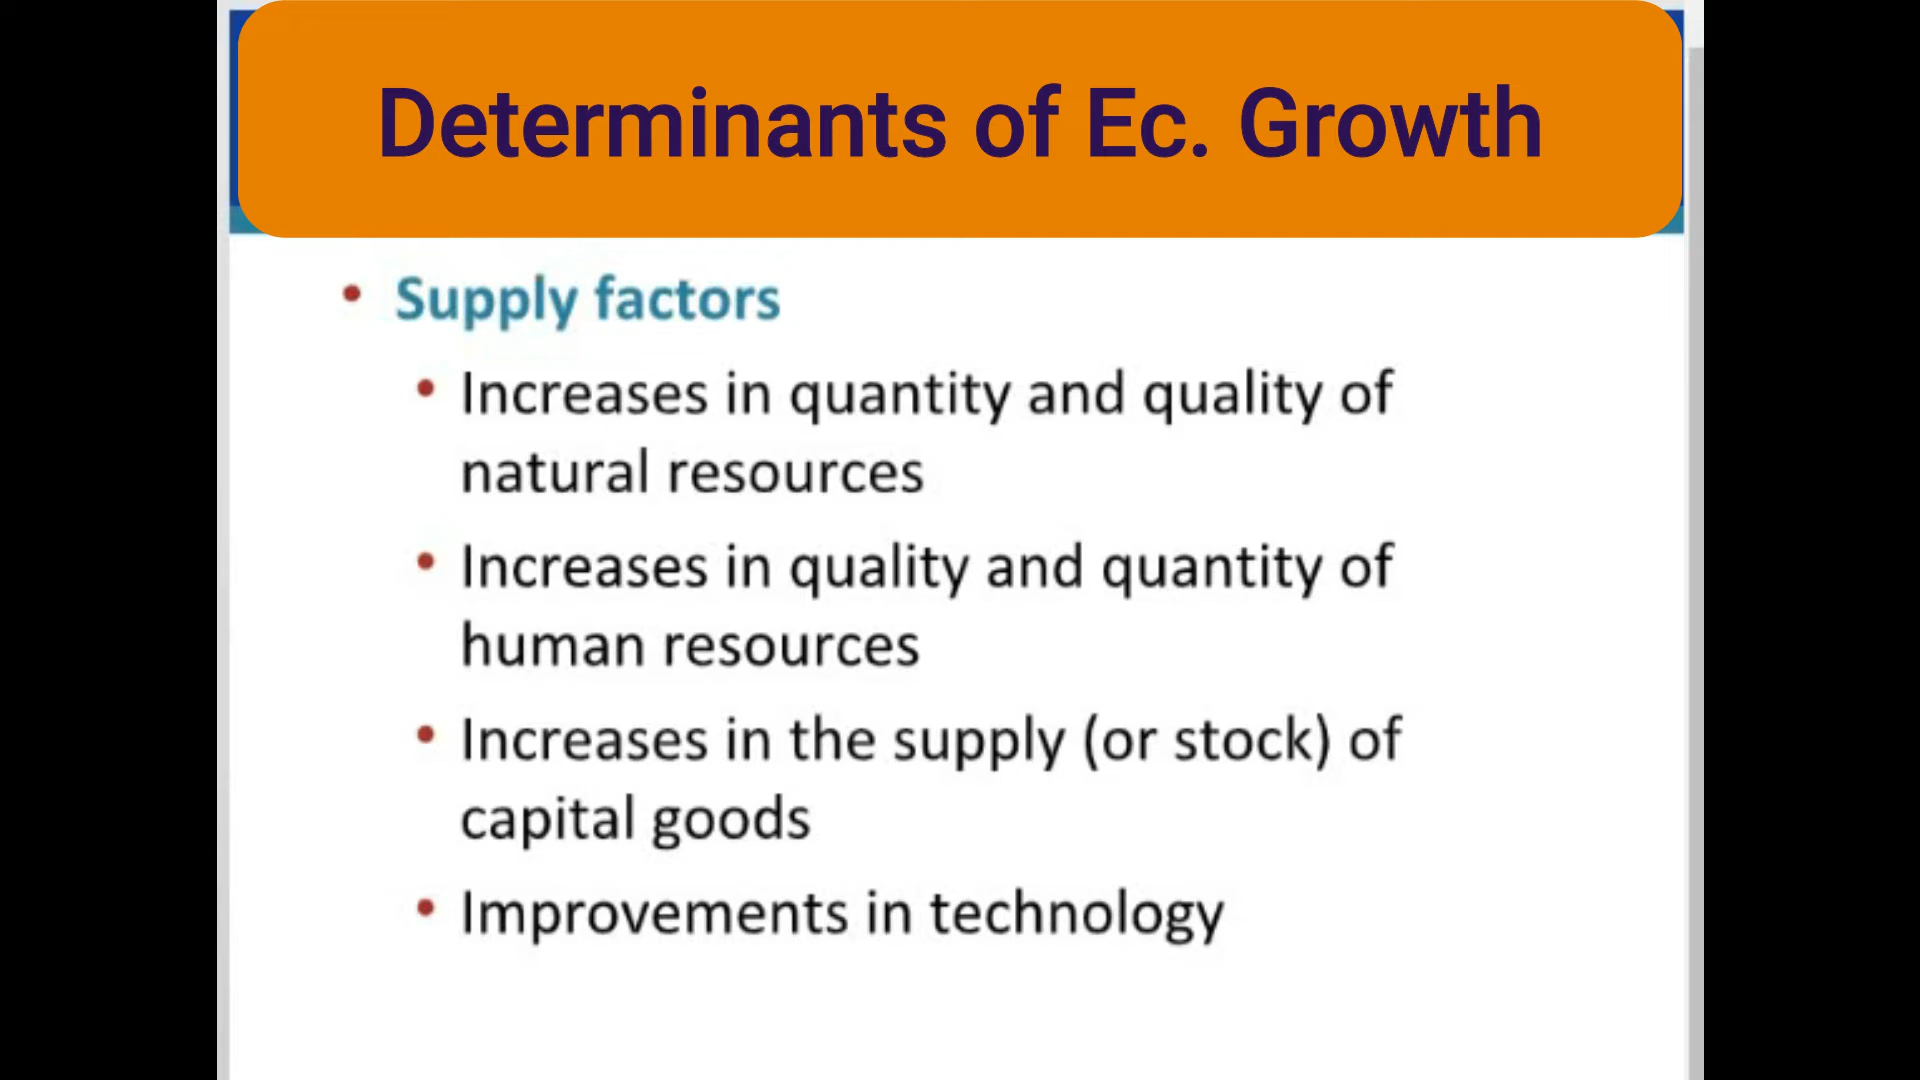 Determinants of Ec. Growth
• Supply factors
• Increases in quantity and quality of
natural resources
• Increases in quality and quantity of
human resources
• Increases in the supply (or stock) of
capital goods
• Improvements in technology